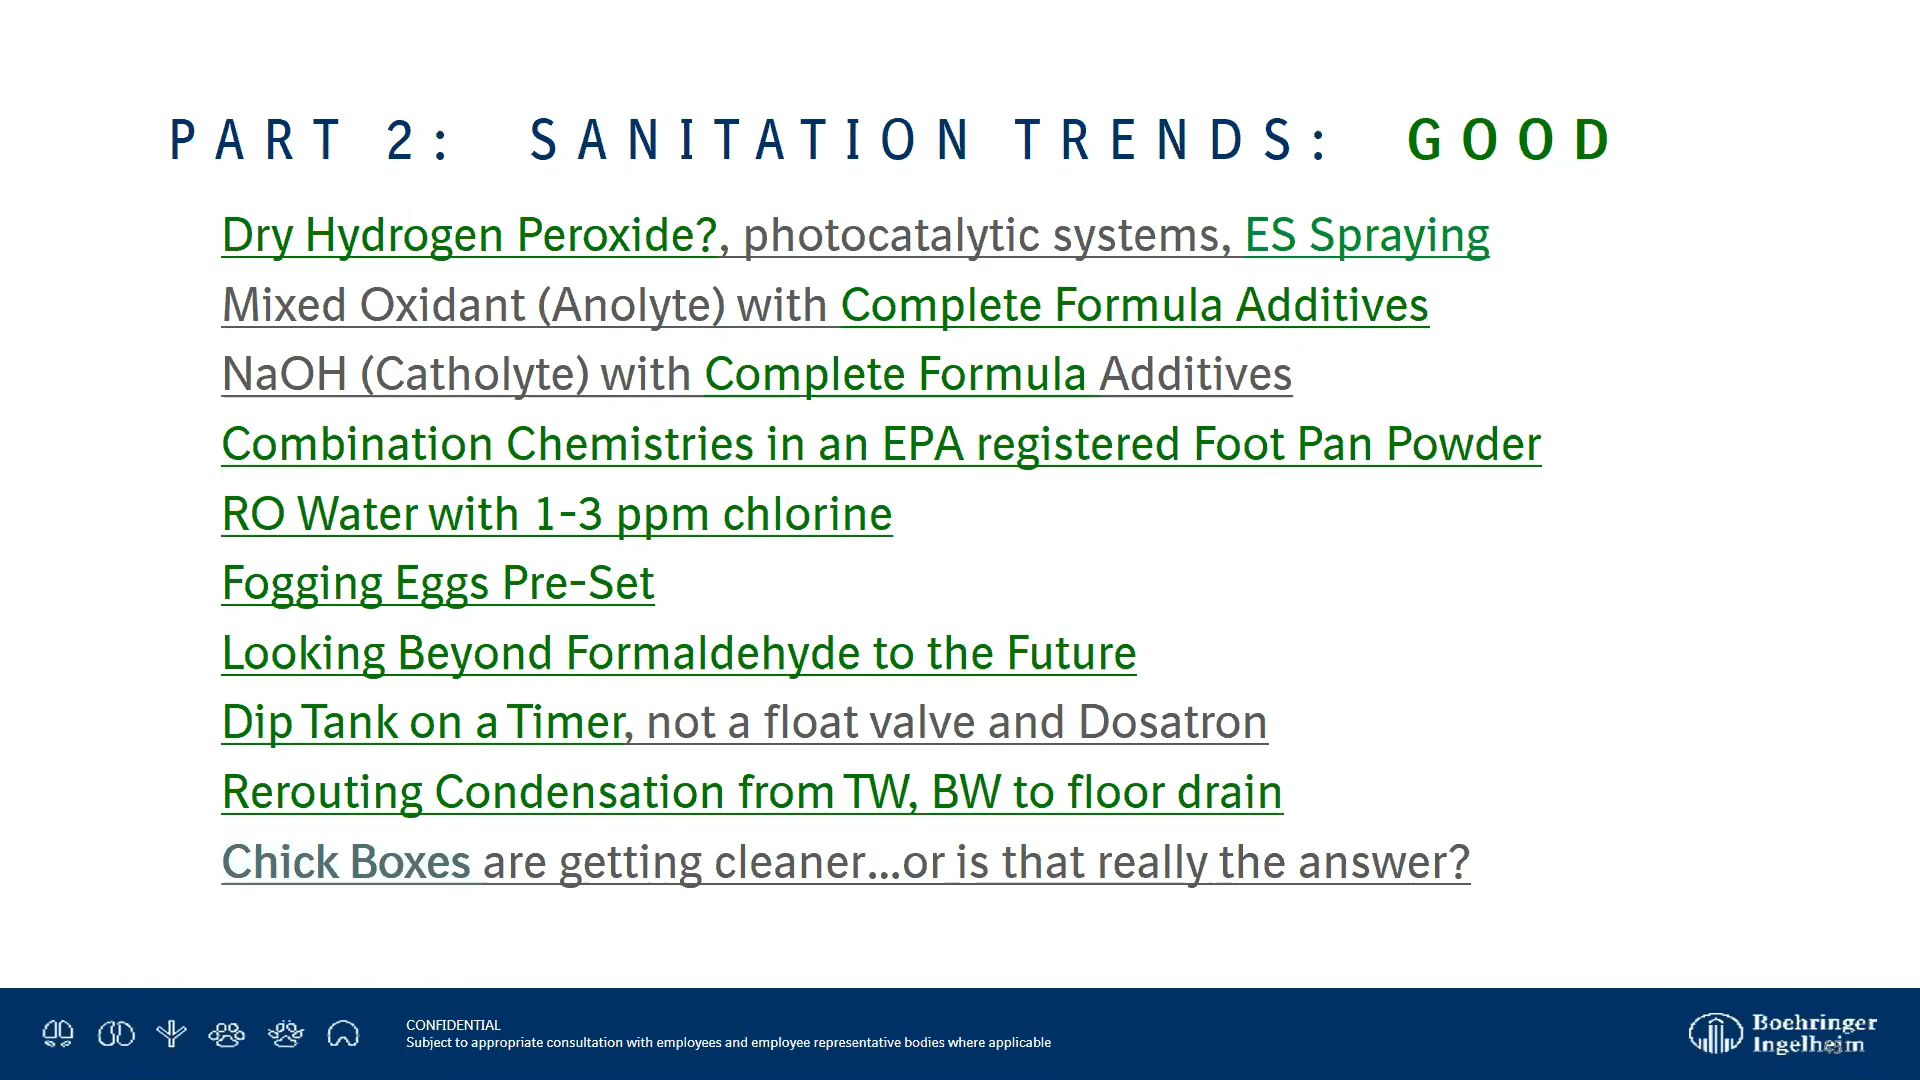 PART 2: SANITATION TRENDS: GOOD
Dry Hydrogen Peroxide?, photocatalytic systems, ES Spraying
Mixed Oxidant (Anolyte) with Complete Formula Additives
NaOH (Catholyte) with Complete Formula Additives
Combination Chemistries in an EPA registered Foot Pan Powder
RO Water with 1-3 ppm chlorine
Fogging Eggs Pre-Set
Looking Beyond Formaldehyde to the Future
Dip Tank on a Timer, not a float valve and Dosatron
Rerouting Condensation from TW, BW to floor drain
Chick Boxes are getting cleaner...or is that really the answer?
CONFIDENTIAL
Subject to appropriate consultation with employees and employee representative bodies where applicable
Boehringer
Ingelheim